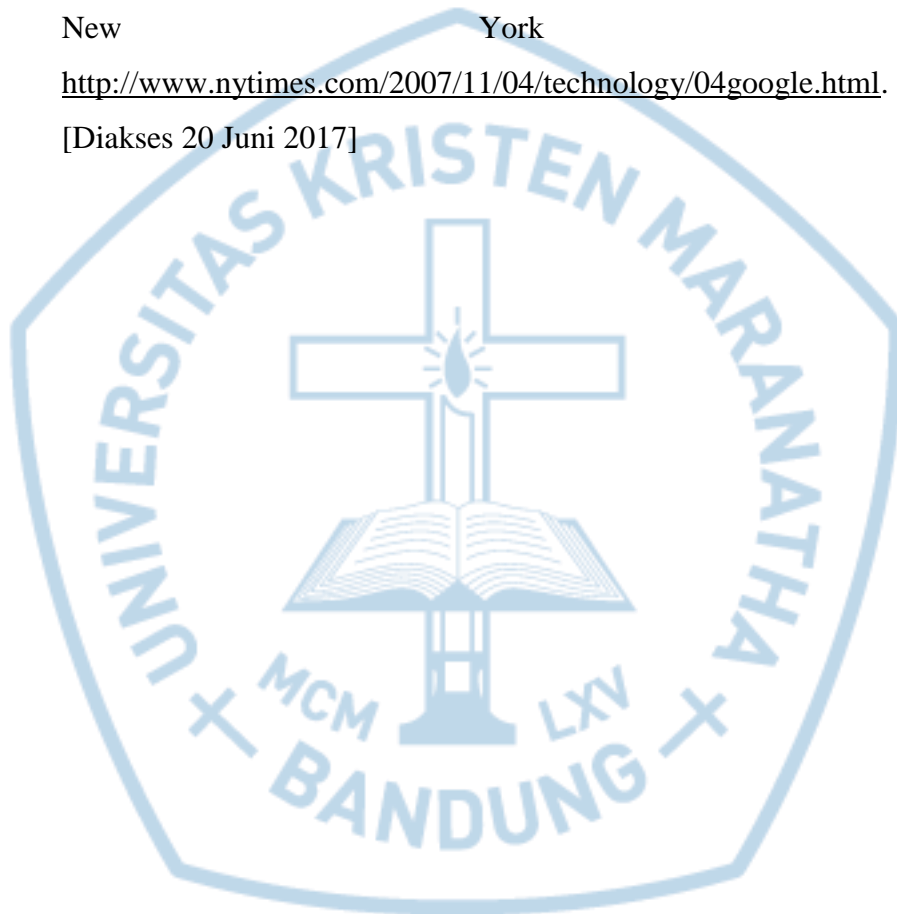 New York
http://www.nytimes.com/2007/11/04/technology/04google.html.
[Diakses 20 Juni 2017]
UNIVERSITAS KRISTEN MARANATHA
MCM LXV
BANDUNG